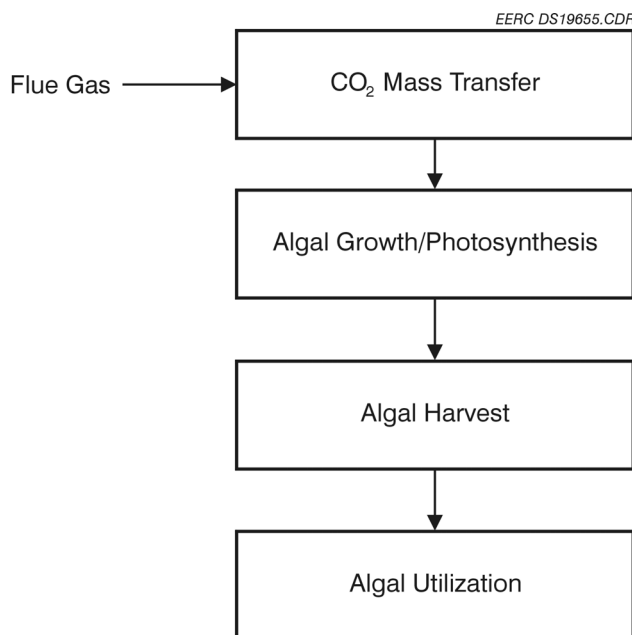 EERC DS19655.CDR
Flue Gas
CO₂ Mass Transfer
Algal Growth/Photosynthesis
Algal Harvest
Algal Utilization